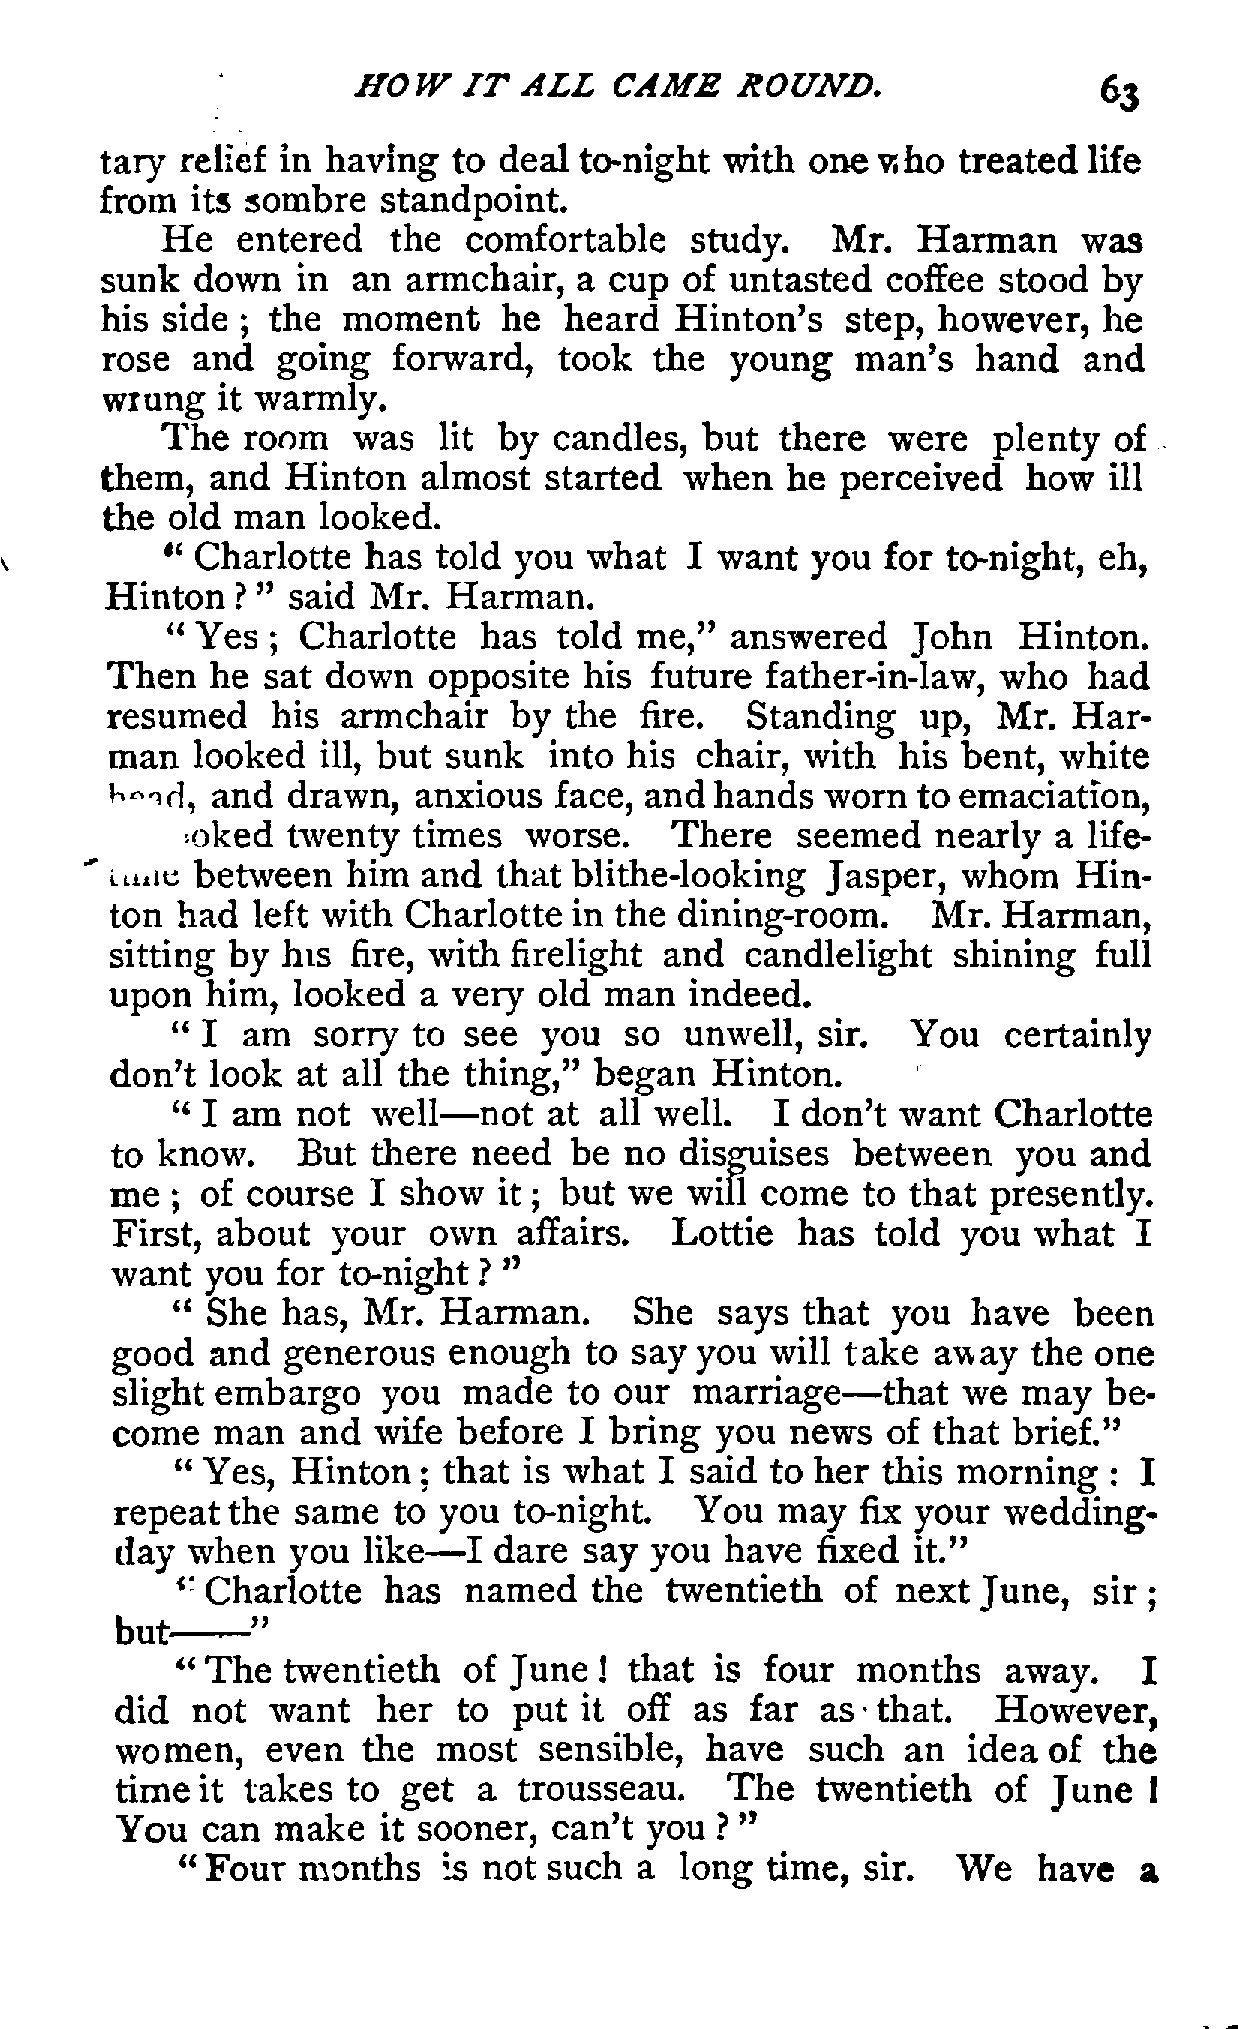 HOW IT ALL CAME ROUND. 63
tary relief in having to deal to-night with one who treated life
from its sombre standpoint.
He entered the comfortable study. Mr. Harman was
sunk down in an armchair, a cup of untasted coffee stood by
his side ; the moment he heard Hinton's step, however, he
rose and going forward, took the young man's hand and
wrung it warmly.
The room was lit by candles, but there were plenty of
them, and Hinton almost started when he perceived how ill
the old man looked.
" Charlotte has told you what I want you for to-night, eh,
Hinton ? " said Mr. Harman.
" Yes ; Charlotte has told me," answered John Hinton.
Then he sat down opposite his future father-in-law, who had
resumed his armchair by the fire. Standing up, Mr. Har-
man looked ill, but sunk into his chair, with his bent, white
head, and drawn, anxious face, and hands worn to emaciation,
oked twenty times worse. There seemed nearly a life-
time between him and that blithe-looking Jasper, whom Hin-
ton had left with Charlotte in the dining-room. Mr. Harman,
sitting by his fire, with firelight and candlelight shining full
upon him, looked a very old man indeed.
" I am sorry to see you so unwell, sir. You certainly
don't look at all the thing," began Hinton.
" I am not well—not at all well. I don't want Charlotte
to know. But there need be no disguises between you and
me ; of course I show it ; but we will come to that presently.
First, about your own affairs. Lottie has told you what I
want you for to-night ? "
" She has, Mr. Harman. She says that you have been
good and generous enough to say you will take away the one
slight embargo you made to our marriage—that we may be-
come man and wife before I bring you news of that brief."
" Yes, Hinton ; that is what I said to her this morning : I
repeat the same to you to-night. You may fix your wedding-
day when you like—I dare say you have fixed it."
" Charlotte has named the twentieth of next June, sir ;
but——"
" The twentieth of June ! that is four months away. I
did not want her to put it off as far as that. However,
women, even the most sensible, have such an idea of the
time it takes to get a trousseau. The twentieth of June !
You can make it sooner, can't you ? "
" Four months is not such a long time, sir. We have a